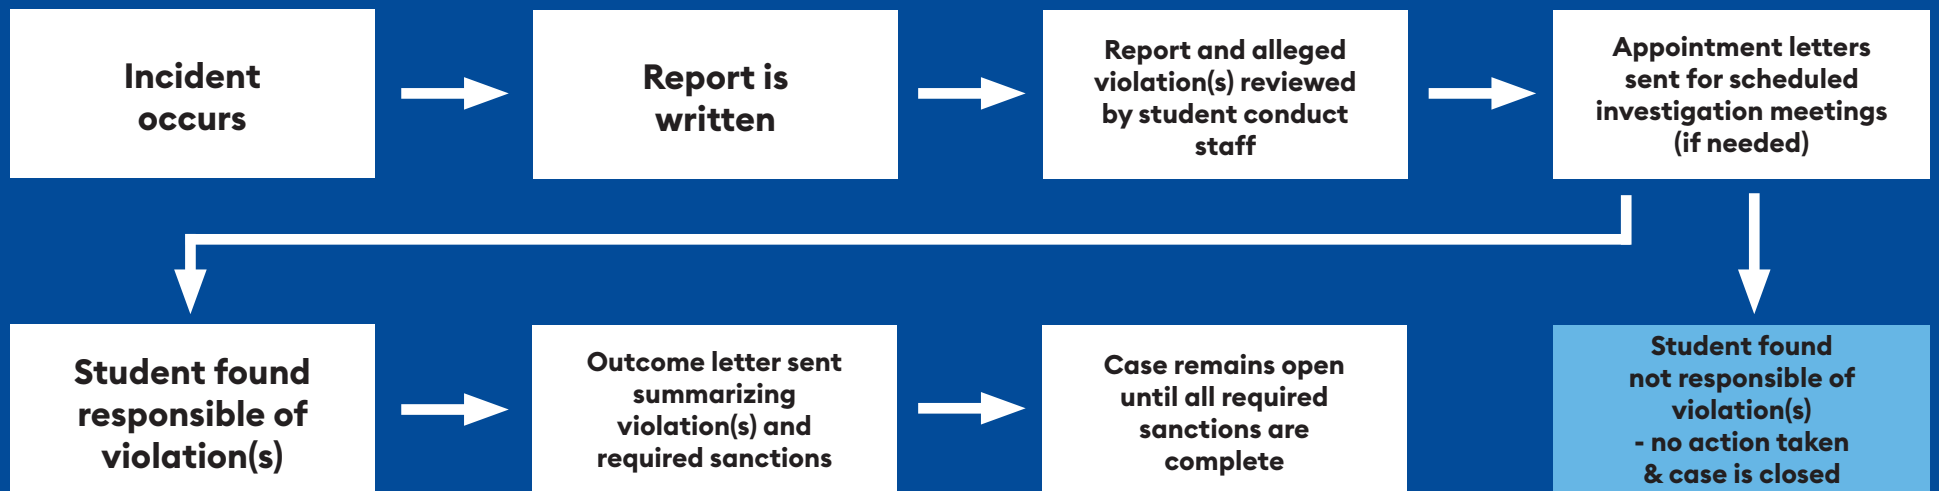 Incident
occurs
Report is
written
Report and alleged
violation(s) reviewed
by student conduct
staff
Appointment letters
sent for scheduled
investigation meetings
(if needed)
Student found
responsible of
violation(s)
Outcome letter sent
summarizing
violation(s) and
required sanctions
Case remains open
until all required
sanctions are
complete
Student found
not responsible of
violation(s)
- no action taken
& case is closed